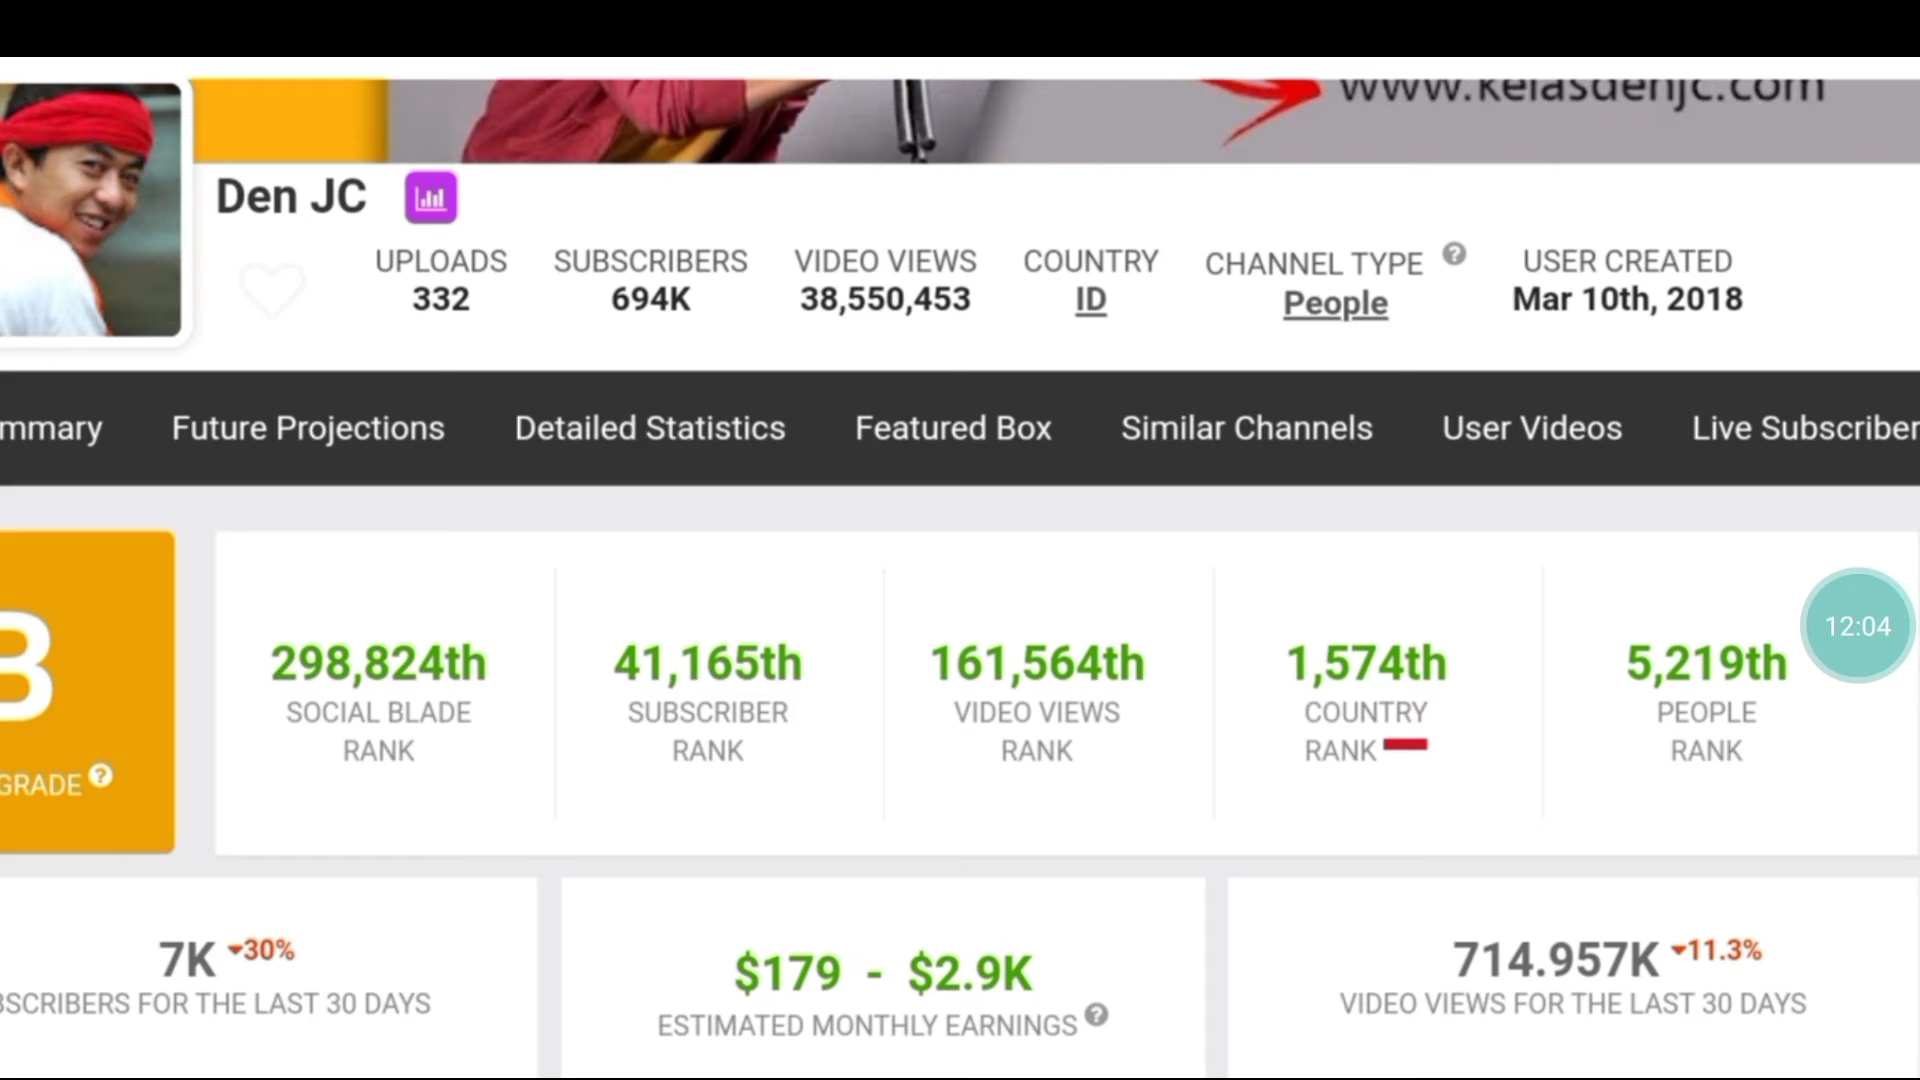 www.kelasdenjc.com
Den JC
UPLOADS SUBSCRIBERS VIDEO VIEWS COUNTRY CHANNEL TYPE ? USER CREATED
332 694K 38,550,453 ID People Mar 10th, 2018
mmary Future Projections Detailed Statistics Featured Box Similar Channels User Videos Live Subscriber
B
GRADE ?
298,824th 41,165th 161,564th 1,574th 5,219th
SOCIAL BLADE SUBSCRIBER VIDEO VIEWS COUNTRY PEOPLE
RANK RANK RANK RANK RANK
12:04
7K 30%
BSCRIBERS FOR THE LAST 30 DAYS
$179 - $2.9K
ESTIMATED MONTHLY EARNINGS ?
714.957K 11.3%
VIDEO VIEWS FOR THE LAST 30 DAYS